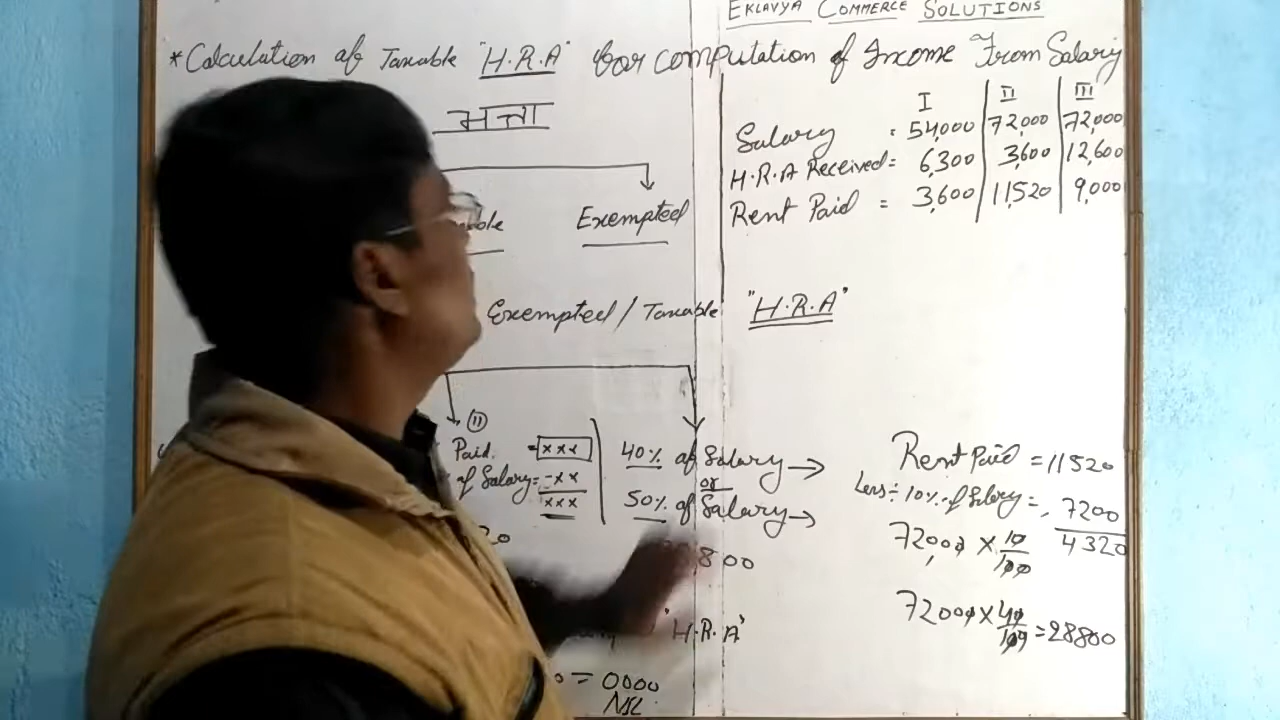 EKLAVYA COMMERCE SOLUTIONS
*Calculation of Taxable "H.R.A" for computation of Income From Salary
भत्ता
Exempted
I II III
Salary = 54,000 72,000 72,000
H.R.A Received = 6,300 3,600 12,600
Rent Paid = 3,600 11,520 9,000
Exempted / Taxable "H.R.A"
(II)
Paid = xxx
of Salary = -xx
xxx
40% of Salary →
or
50% of Salary →
800
"H.R.A"
= 0000
NIL
Rent Paid = 11520
Less:- 10% of Salary = 7200
4320
72000 x 10/100
72000 x 40/100 = 28800